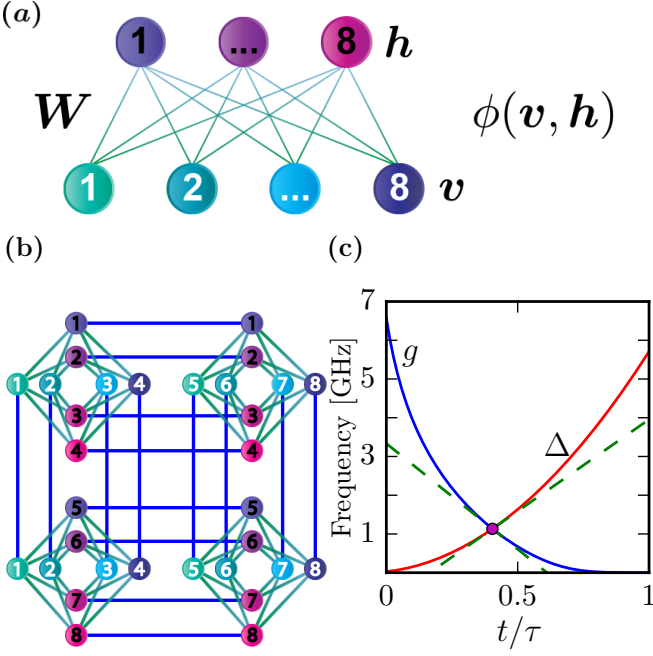 (a)
1 ... 8 h
W
ϕ(v, h)
1 2 ... 8 v
(b)
1 1
2 2
1 2 3 4 5 6 7 8
3 3
4 4
5 5
6 6
1 2 3 4 5 6 7 8
7 7
8 8
(c)
7
5
3
1
Frequency [GHz]
g
Δ
0 0.5 1
t/τ